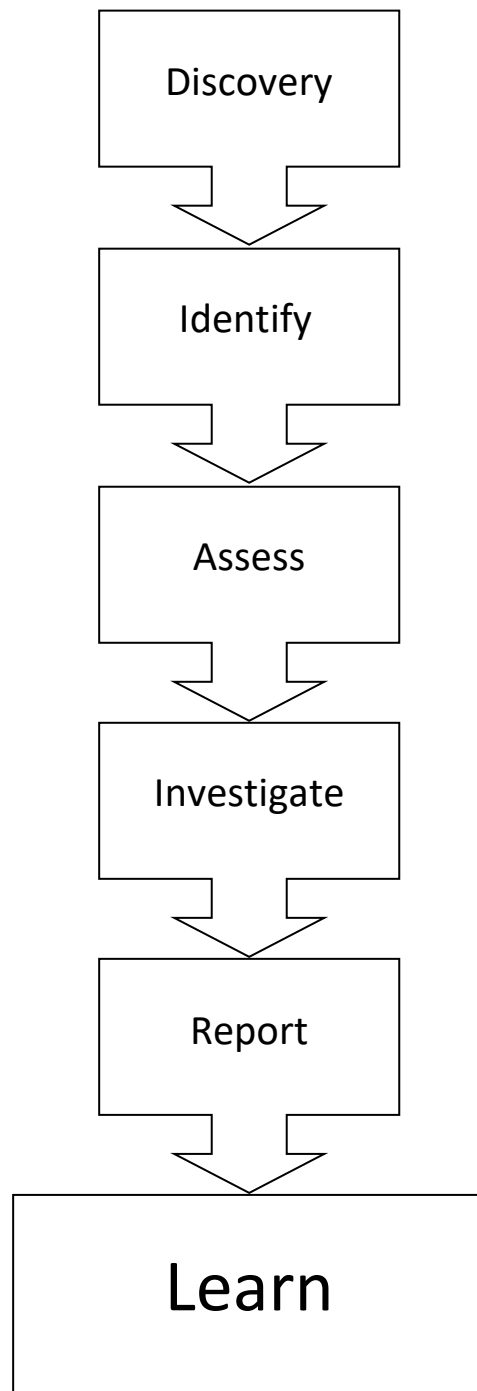 Discovery
Identify
Assess
Investigate
Report
Learn